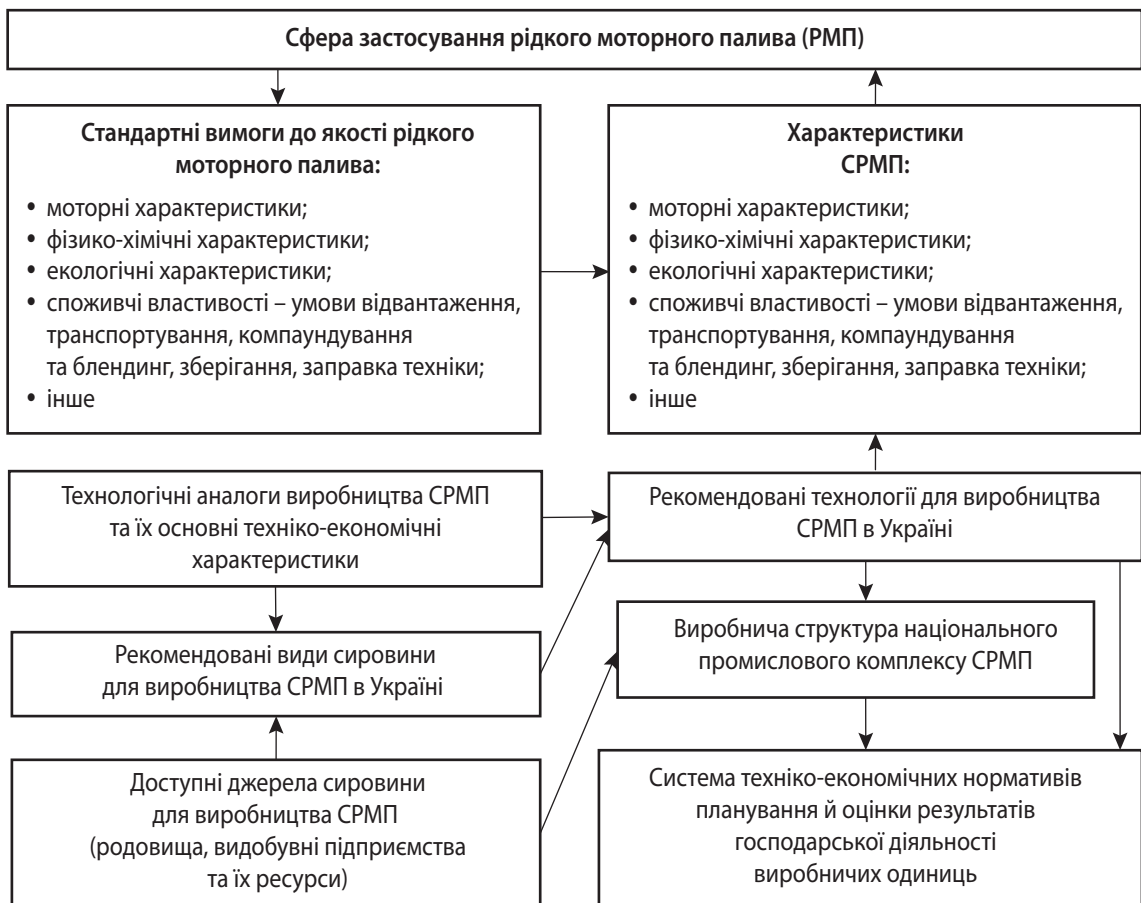 Сфера застосування рідкого моторного палива (РМП)
Стандартні вимоги до якості рідкого
моторного палива:
• моторні характеристики;
• фізико-хімічні характеристики;
• екологічні характеристики;
• споживчі властивості – умови відвантаження,
транспортування, компаундування
та блендинг, зберігання, заправка техніки;
• інше
Характеристики
СРМП:
• моторні характеристики;
• фізико-хімічні характеристики;
• екологічні характеристики;
• споживчі властивості – умови відвантаження,
транспортування, компаундування
та блендинг, зберігання, заправка техніки;
• інше
Технологічні аналоги виробництва СРМП
та їх основні техніко-економічні
характеристики
Рекомендовані технології для виробництва
СРМП в Україні
Рекомендовані види сировини
для виробництва СРМП в Україні
Виробнича структура національного
промислового комплексу СРМП
Доступні джерела сировини
для виробництва СРМП
(родовища, видобувні підприємства
та їх ресурси)
Система техніко-економічних нормативів
планування й оцінки результатів
господарської діяльності
виробничих одиниць